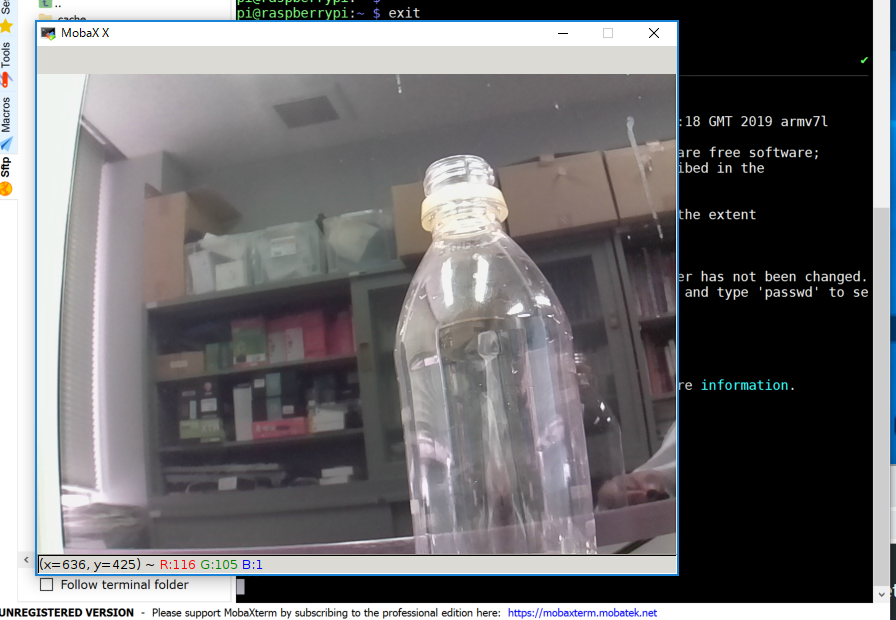 ..
cache
pi@raspberrypi:~ $ exit
MobaX X
Tools
Macros
Sftp
:18 GMT 2019 armv7l
are free software;
ibed in the
the extent
er has not been changed.
and type 'passwd' to se
re information.
(x=636, y=425) ~ R:116 G:105 B:1
Follow terminal folder
UNREGISTERED VERSION - Please support MobaXterm by subscribing to the professional edition here: https://mobaxterm.mobatek.net